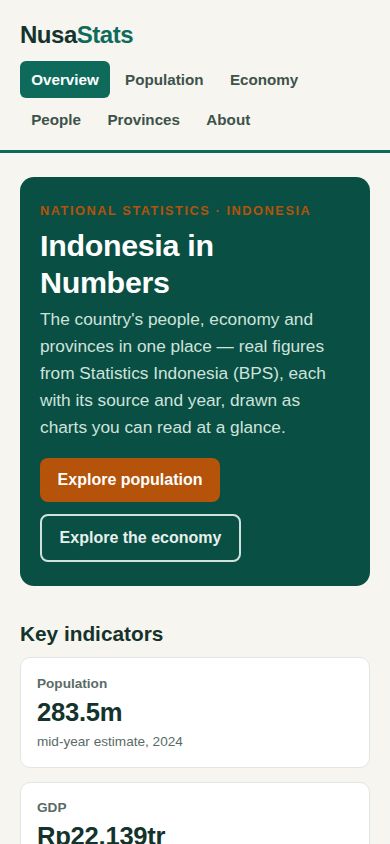 NusaStats
Overview Population Economy
People Provinces About
NATIONAL STATISTICS · INDONESIA
Indonesia in
Numbers
The country's people, economy and
provinces in one place — real figures
from Statistics Indonesia (BPS), each
with its source and year, drawn as
charts you can read at a glance.
Explore population
Explore the economy
Key indicators
Population
283.5m
mid-year estimate, 2024
GDP
Rp22,139tr